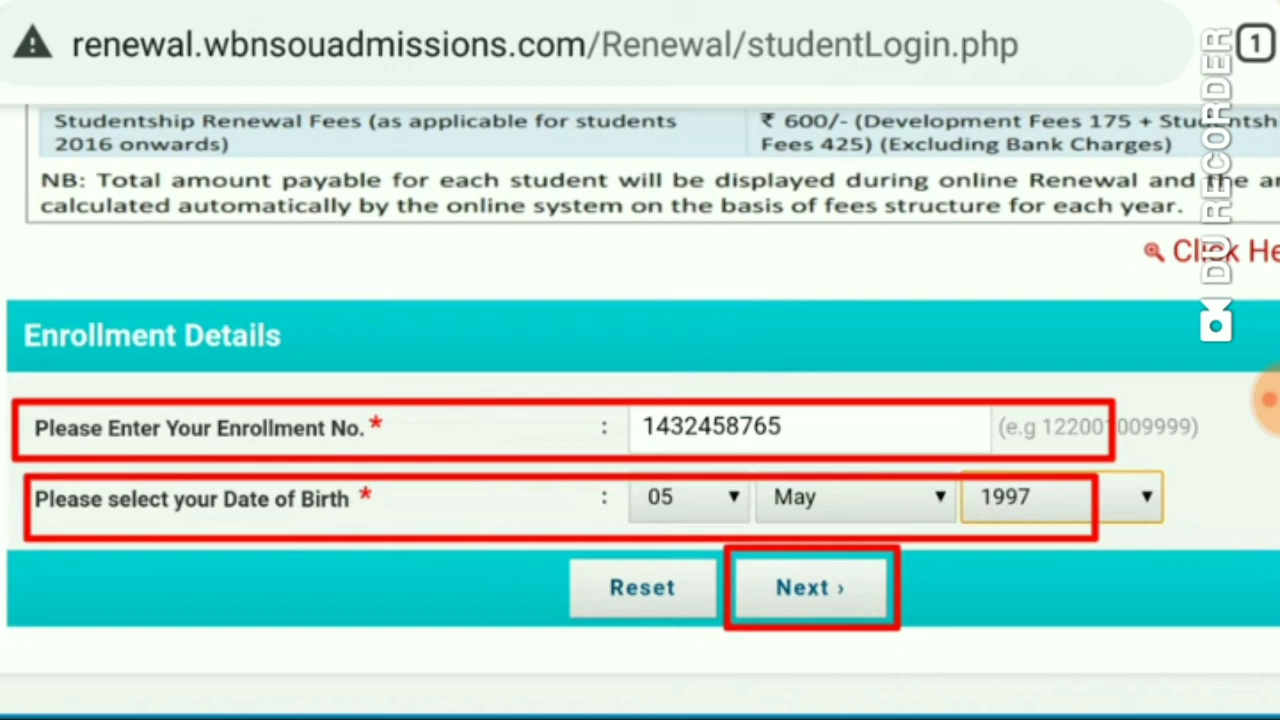 renewal.wbnsouadmissions.com/Renewal/studentLogin.php
1
DU RECORDER
Studentship Renewal Fees (as applicable for students 2016 onwards)
₹ 600/- (Development Fees 175 + Fees 425) (Excluding Bank Charges)
NB: Total amount payable for each student will be displayed during online Renewal and
calculated automatically by the online system on the basis of fees structure for each year.
Click
Enrollment Details
Please Enter Your Enrollment No.* : 1432458765 (e.g 122001009999)
Please select your Date of Birth * : 05 May 1997
Reset Next ›